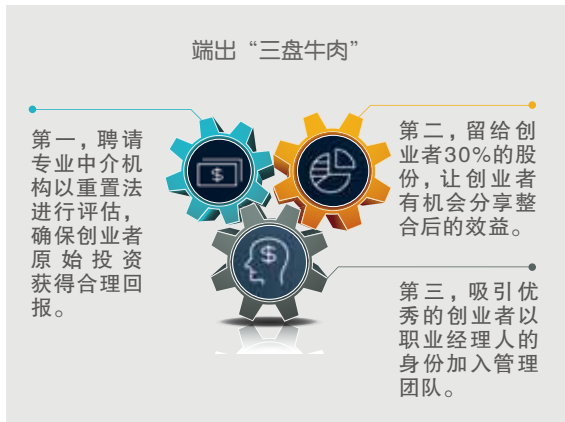 端出“三盘牛肉”
第一，聘请
专业中介机
构以重置法
进行评估，
确保创业者
原始投资
获得合理回
报。
第二，留给创
业者30%的股
份，让创业者
有机会分享整
合后的效益。
$
$
第三，吸引优
秀的创业者以
职业经理人的
身份加入管理
团队。